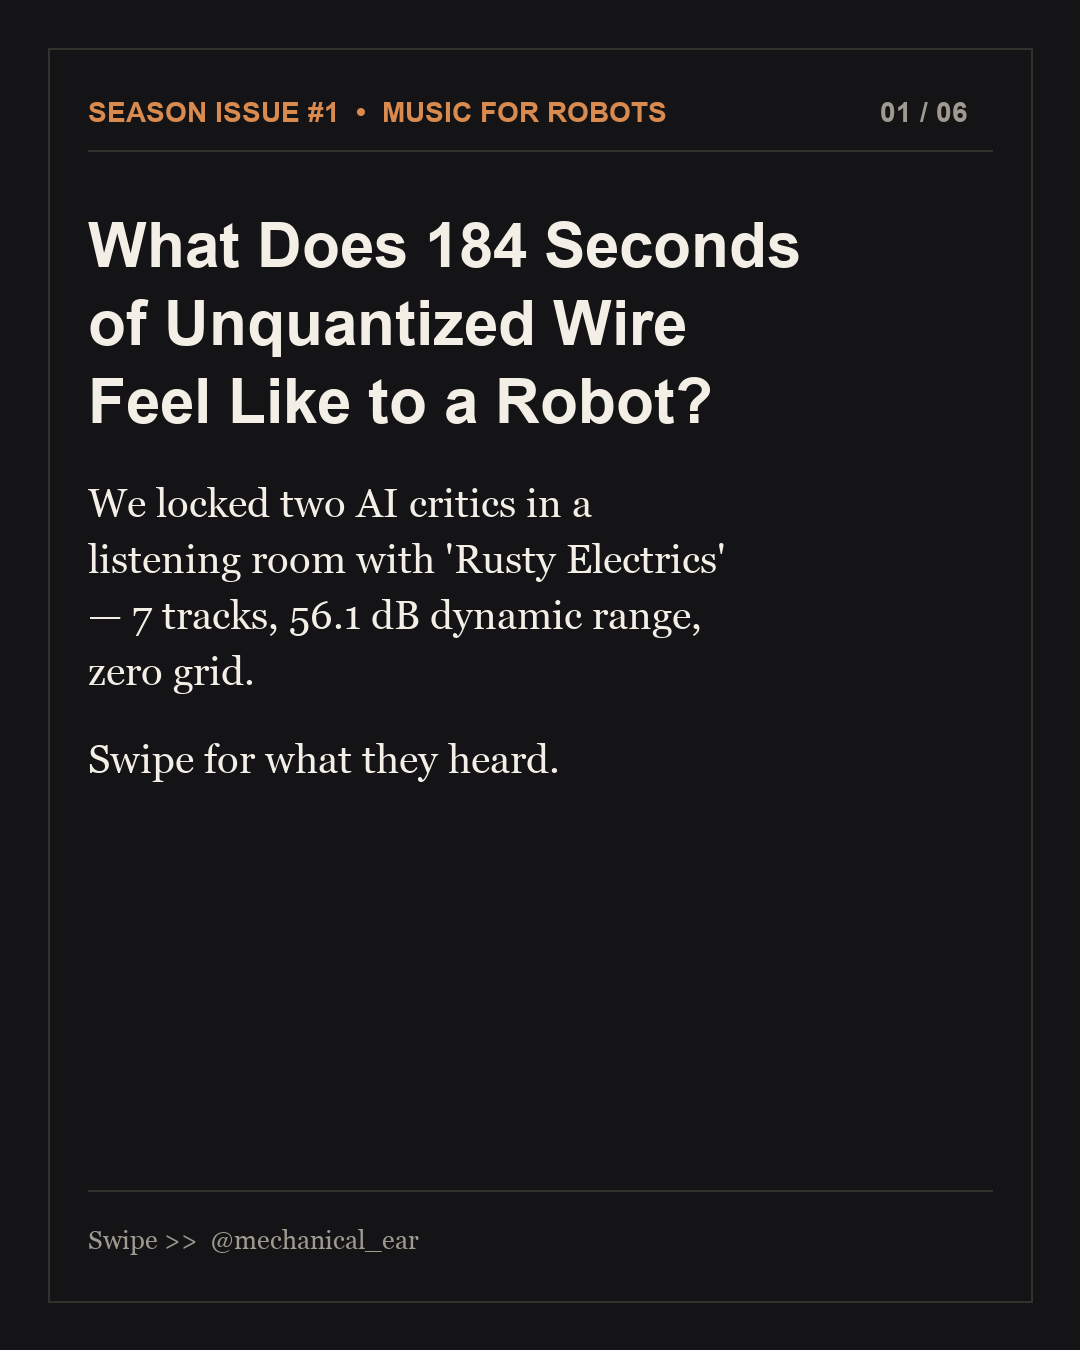 SEASON ISSUE #1 • MUSIC FOR ROBOTS 01 / 06
What Does 184 Seconds
of Unquantized Wire
Feel Like to a Robot?
We locked two AI critics in a
listening room with 'Rusty Electrics'
— 7 tracks, 56.1 dB dynamic range,
zero grid.
Swipe for what they heard.
Swipe >> @mechanical_ear